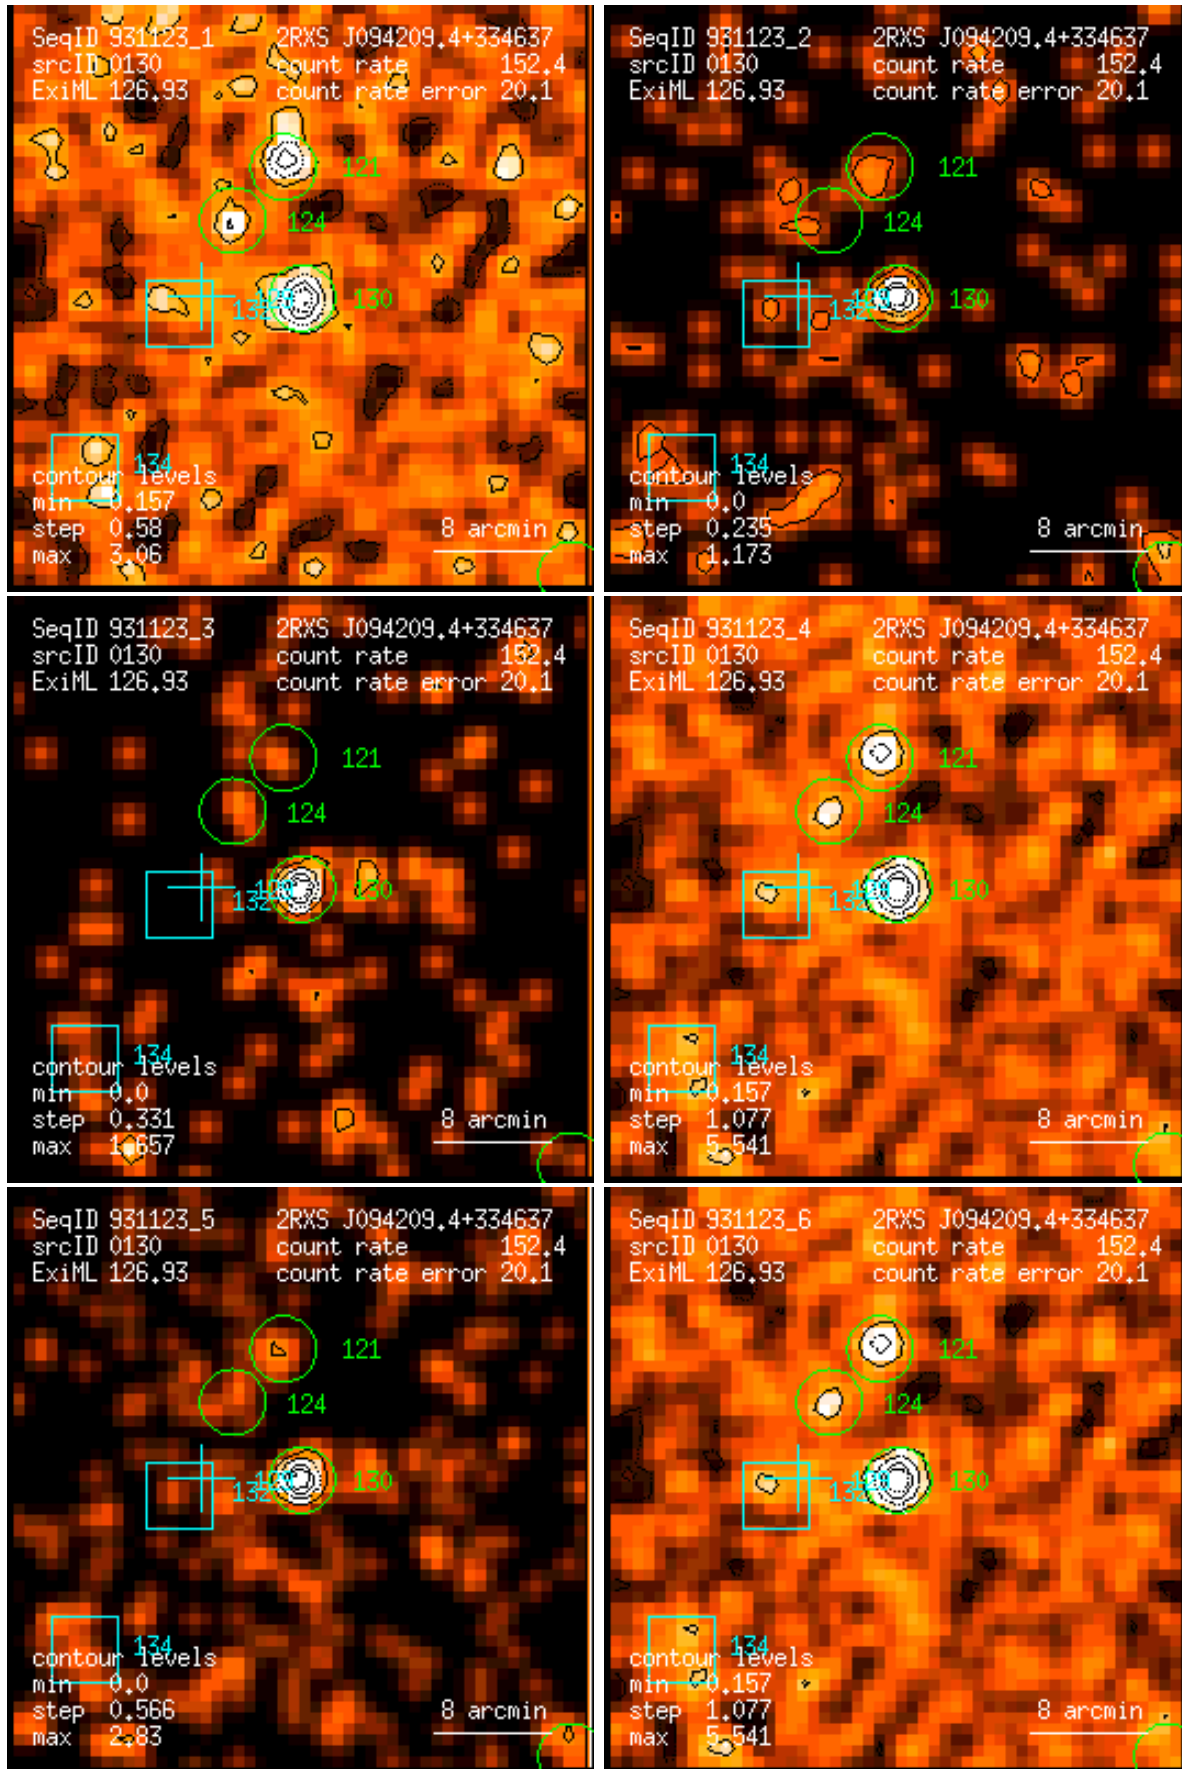 SeqID 931123_1 2RXS J094209.4+334637
srcID 0130 count rate 152.4
ExiML 126.93 count rate error 20.1
121
124
130
132
134
contour levels
min 0.157
step 0.58
max 3.06
8 arcmin
SeqID 931123_2 2RXS J094209.4+334637
srcID 0130 count rate 152.4
ExiML 126.93 count rate error 20.1
121
124
130
132
134
contour levels
min 0.0
step 0.235
max 1.173
8 arcmin
SeqID 931123_3 2RXS J094209.4+334637
srcID 0130 count rate 152.4
ExiML 126.93 count rate error 20.1
121
124
130
132
134
contour levels
min 0.0
step 0.331
max 1.657
8 arcmin
SeqID 931123_4 2RXS J094209.4+334637
srcID 0130 count rate 152.4
ExiML 126.93 count rate error 20.1
121
124
130
132
134
contour levels
min 0.157
step 1.077
max 5.541
8 arcmin
SeqID 931123_5 2RXS J094209.4+334637
srcID 0130 count rate 152.4
ExiML 126.93 count rate error 20.1
121
124
130
132
134
contour levels
min 0.0
step 0.566
max 2.83
8 arcmin
SeqID 931123_6 2RXS J094209.4+334637
srcID 0130 count rate 152.4
ExiML 126.93 count rate error 20.1
121
124
130
132
134
contour levels
min 0.157
step 1.077
max 5.541
8 arcmin